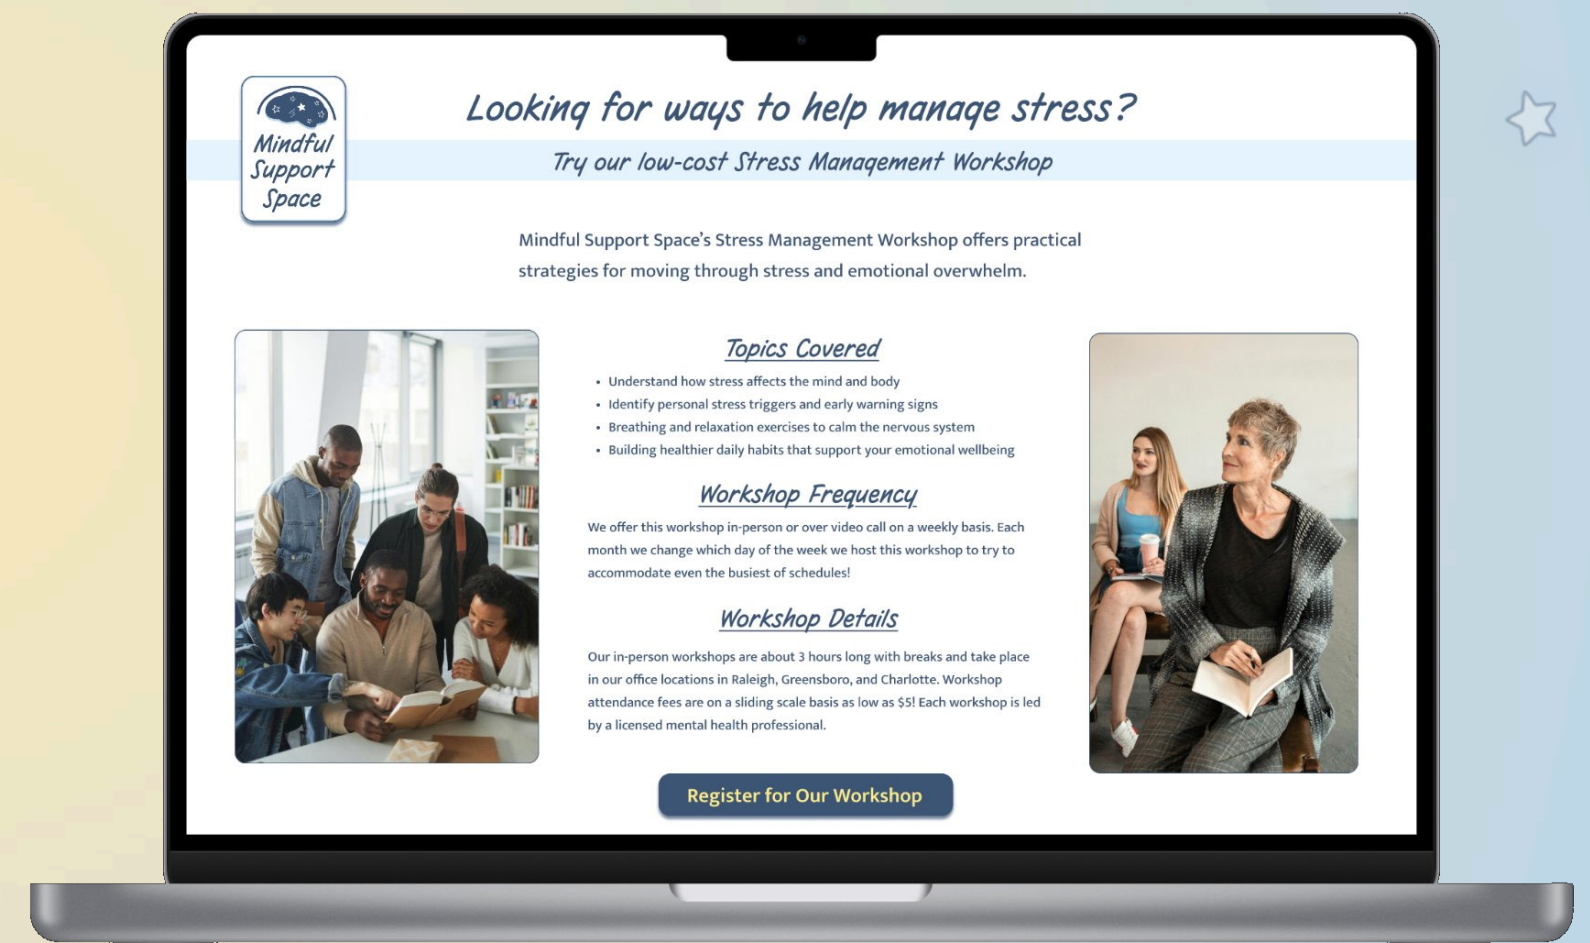 Mindful
Support
Space
Looking for ways to help manage stress?
Try our low-cost Stress Management Workshop
Mindful Support Space’s Stress Management Workshop offers practical
strategies for moving through stress and emotional overwhelm.
Topics Covered
• Understand how stress affects the mind and body
• Identify personal stress triggers and early warning signs
• Breathing and relaxation exercises to calm the nervous system
• Building healthier daily habits that support your emotional wellbeing
Workshop Frequency
We offer this workshop in-person or over video call on a weekly basis. Each
month we change which day of the week we host this workshop to try to
accommodate even the busiest of schedules!
Workshop Details
Our in-person workshops are about 3 hours long with breaks and take place
in our office locations in Raleigh, Greensboro, and Charlotte. Workshop
attendance fees are on a sliding scale basis as low as $5! Each workshop is led
by a licensed mental health professional.
Register for Our Workshop